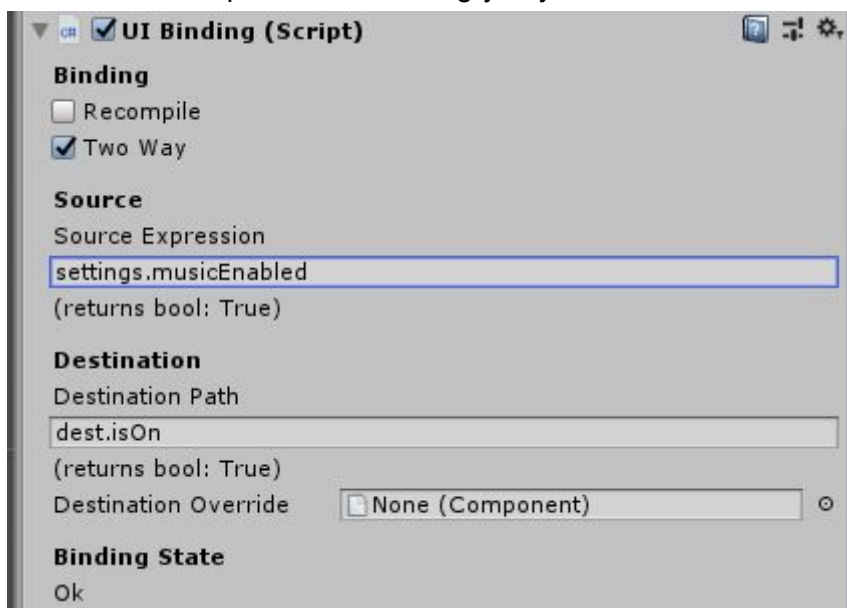 c# UI Binding (Script)
Binding
Recompile
Two Way
Source
Source Expression
settings.musicEnabled
(returns bool: True)
Destination
Destination Path
dest.isOn
(returns bool: True)
Destination Override None (Component)
Binding State
Ok